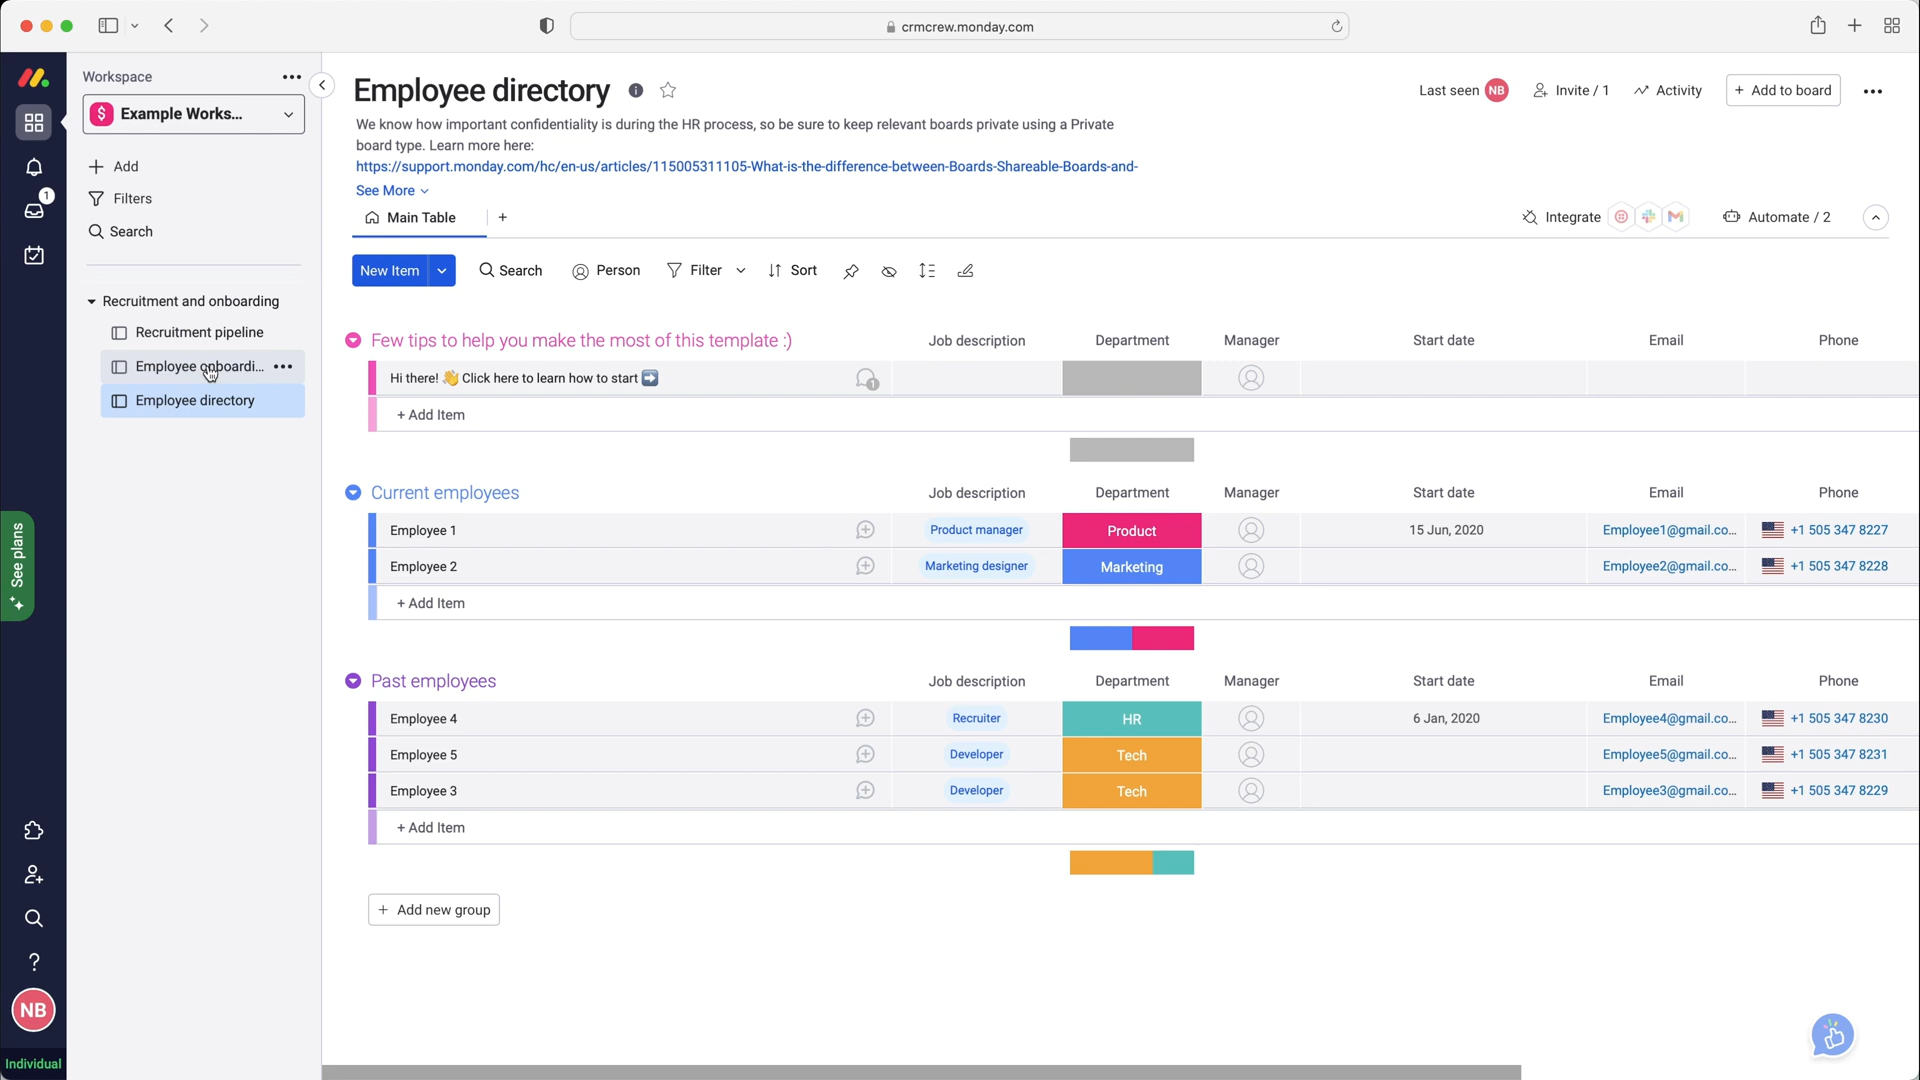 crmcrew.monday.com
Workspace
$ Example Works...
Add
Filters
Search
Recruitment and onboarding
Recruitment pipeline
Employee onboardi...
Employee directory
1
See plans
?
NB
Individual
Employee directory
Last seen NB
Invite / 1
Activity
+ Add to board
We know how important confidentiality is during the HR process, so be sure to keep relevant boards private using a Private
board type. Learn more here:
https://support.monday.com/hc/en-us/articles/115005311105-What-is-the-difference-between-Boards-Shareable-Boards-and-
See More
Main Table +
Integrate
Automate / 2
New Item
Search
Person
Filter
Sort
Few tips to help you make the most of this template :) Job description Department Manager Start date Email Phone
Hi there! 👋 Click here to learn how to start ➡️ 1
+ Add Item
Current employees Job description Department Manager Start date Email Phone
Employee 1 Product manager Product 15 Jun, 2020 Employee1@gmail.co... +1 505 347 8227
Employee 2 Marketing designer Marketing Employee2@gmail.co... +1 505 347 8228
+ Add Item
Past employees Job description Department Manager Start date Email Phone
Employee 4 Recruiter HR 6 Jan, 2020 Employee4@gmail.co... +1 505 347 8230
Employee 5 Developer Tech Employee5@gmail.co... +1 505 347 8231
Employee 3 Developer Tech Employee3@gmail.co... +1 505 347 8229
+ Add Item
+ Add new group